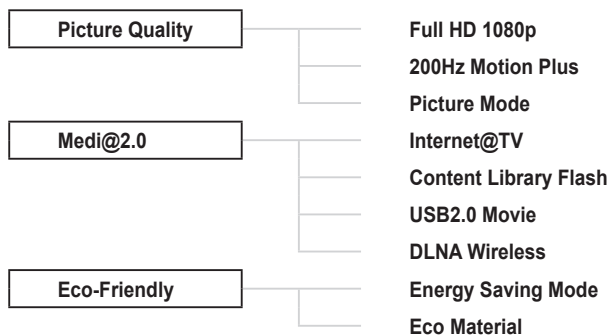 Picture Quality
Full HD 1080p
200Hz Motion Plus
Picture Mode
Medi@2.0
Internet@TV
Content Library Flash
USB2.0 Movie
DLNA Wireless
Eco-Friendly
Energy Saving Mode
Eco Material